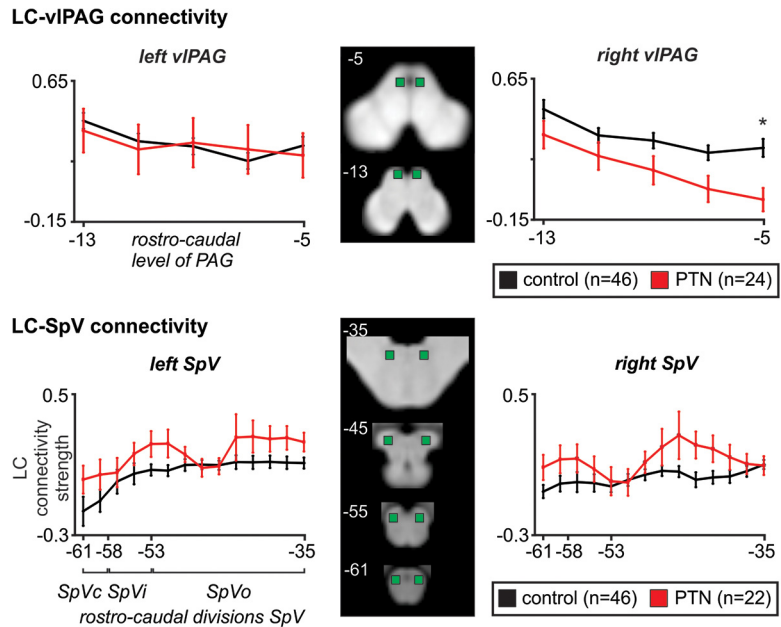 LC-vlPAG connectivity
left vlPAG
right vlPAG
0.65
-0.15
-13
-5
rostro-caudal
level of PAG
-5
-13
0.65
*
-0.15
-13
-5
control (n=46) PTN (n=24)
LC-SpV connectivity
left SpV
right SpV
0.5
LC
connectivity
strength
-0.3
-61
-58
-53
-35
SpVc SpVi SpVo
rostro-caudal divisions SpV
-35
-45
-55
-61
0.5
-0.3
-61
-58
-53
-35
control (n=46) PTN (n=22)